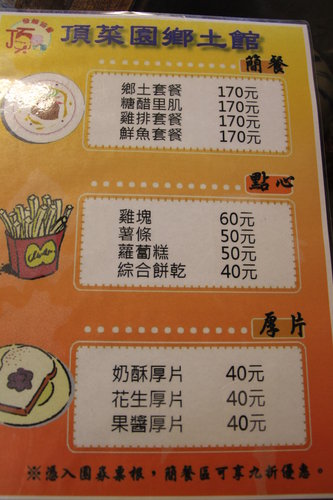 頂菜園鄉土館
簡餐
鄉土套餐 170元
糖醋里肌 170元
雞排套餐 170元
鮮魚套餐 170元
點心
雞塊 60元
薯條 50元
蘿蔔糕 50元
綜合餅乾 40元
厚片
奶酥厚片 40元
花生厚片 40元
果醬厚片 40元
※憑入園券票根,簡餐區可享九折優惠。